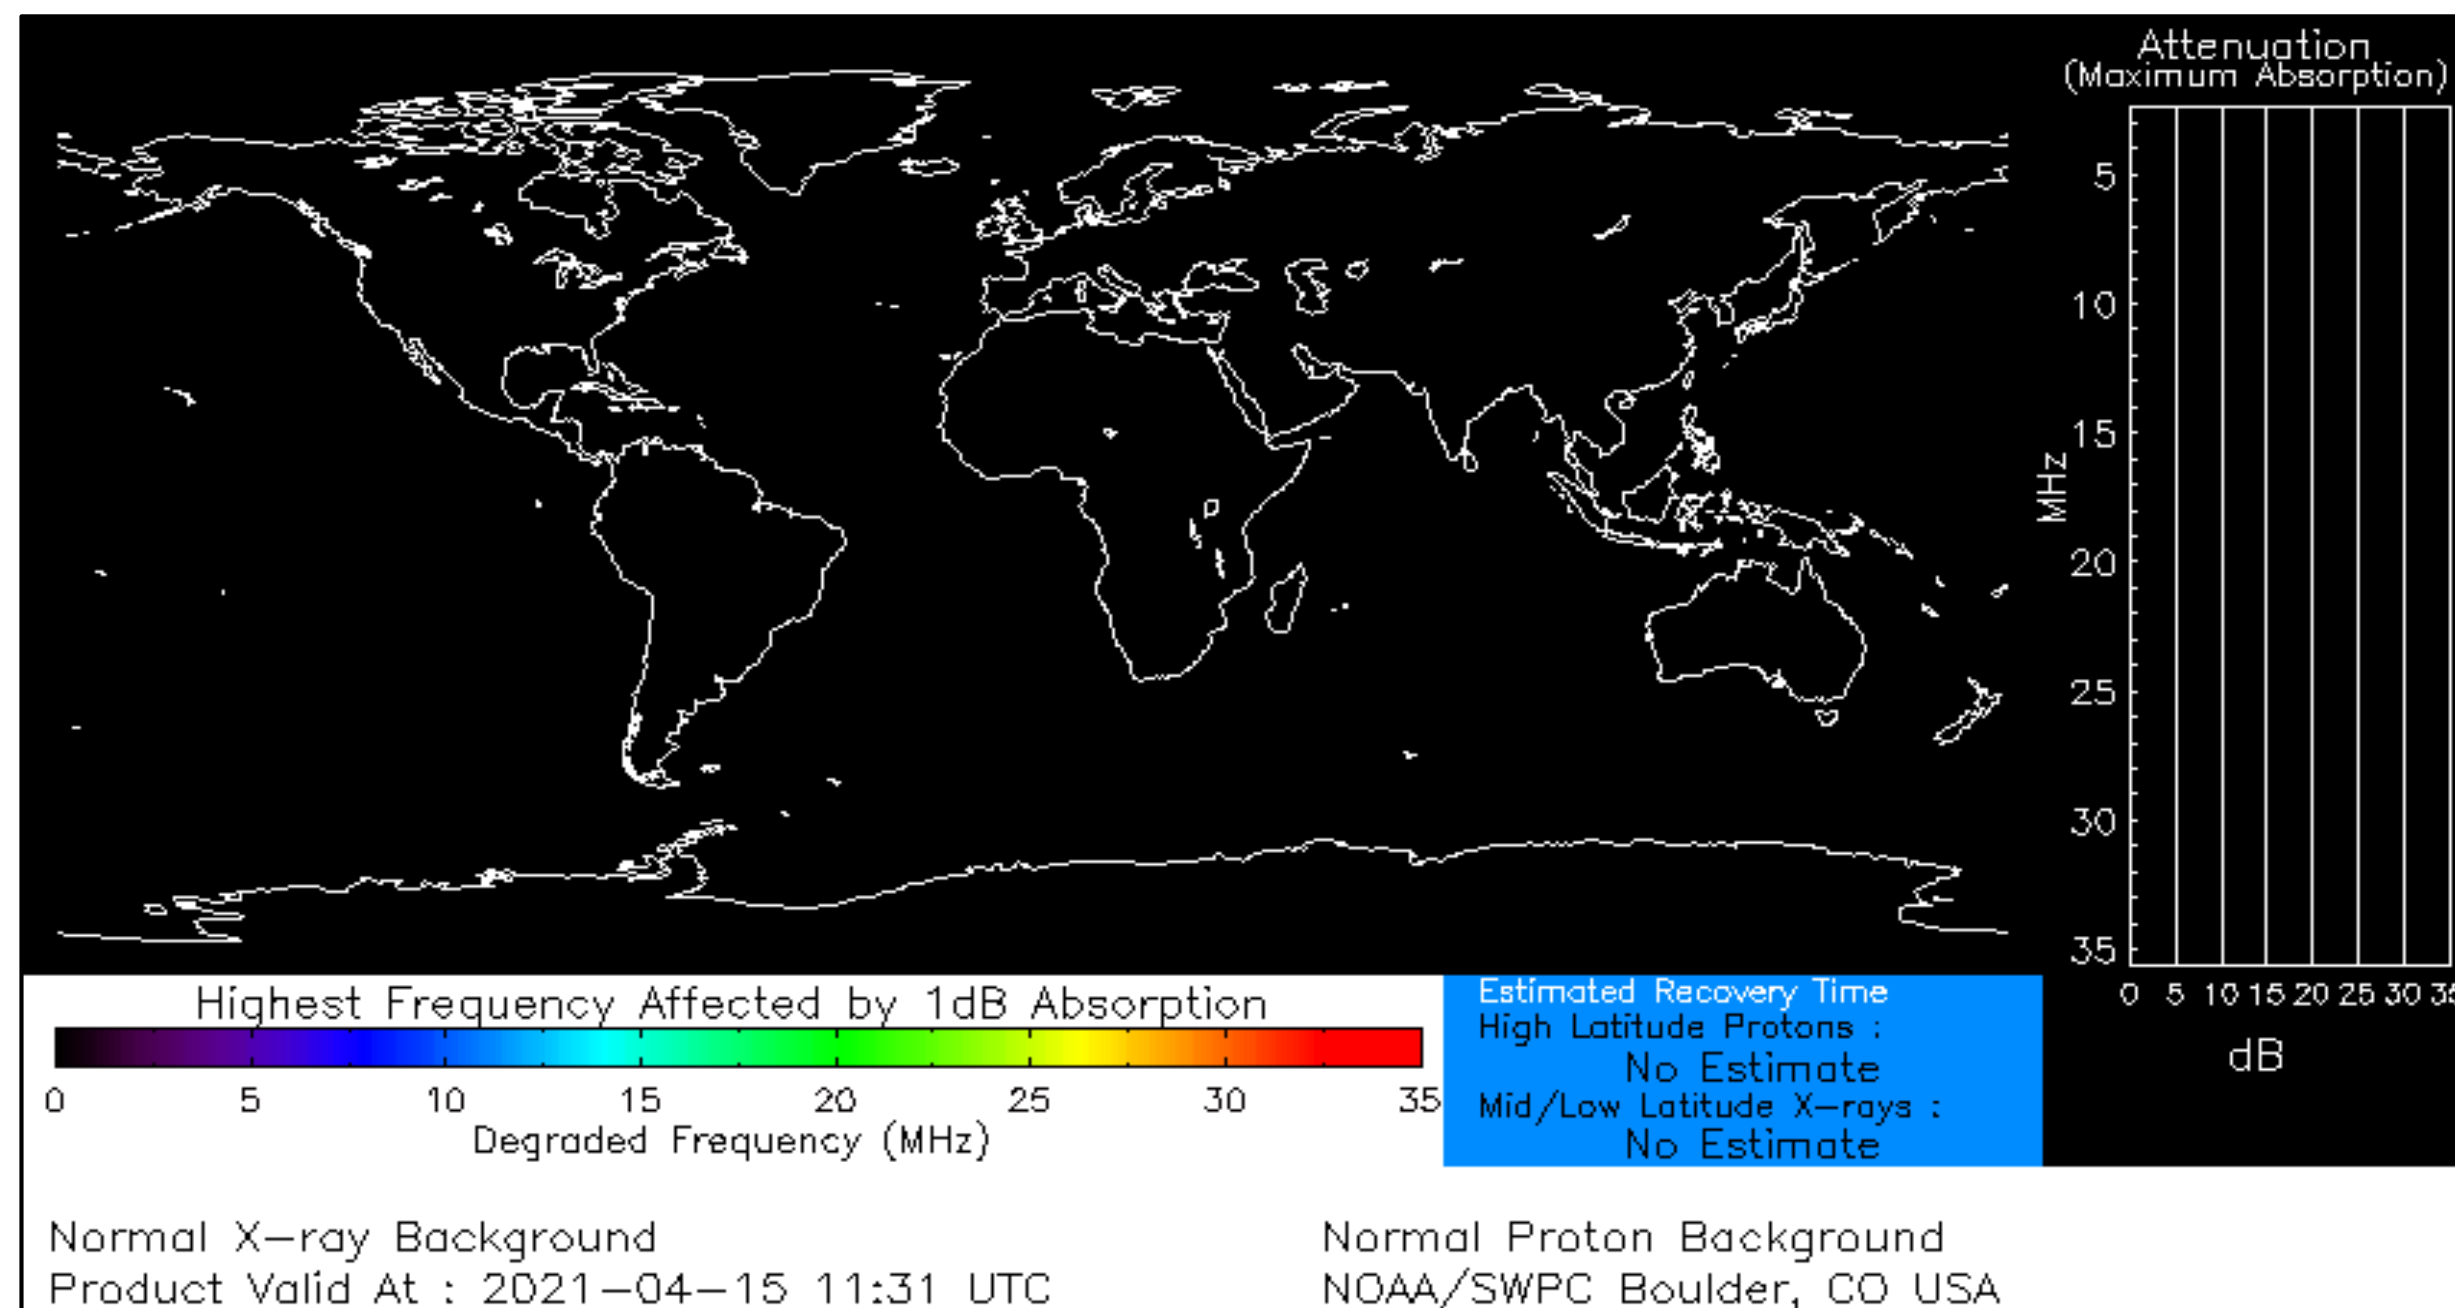 Attenuation
(Maximum Absorption)
5
10
15
20
25
30
35
MHz
0 5 10 15 20 25 30
dB
Highest Frequency Affected by 1dB Absorption
0 5 10 15 20 25 30 35
Degraded Frequency (MHz)
Estimated Recovery Time
High Latitude Protons :
No Estimate
Mid/Low Latitude X-rays :
No Estimate
Normal X-ray Background
Normal Proton Background
Product Valid At : 2021-04-15 11:31 UTC
NOAA/SWPC Boulder, CO USA